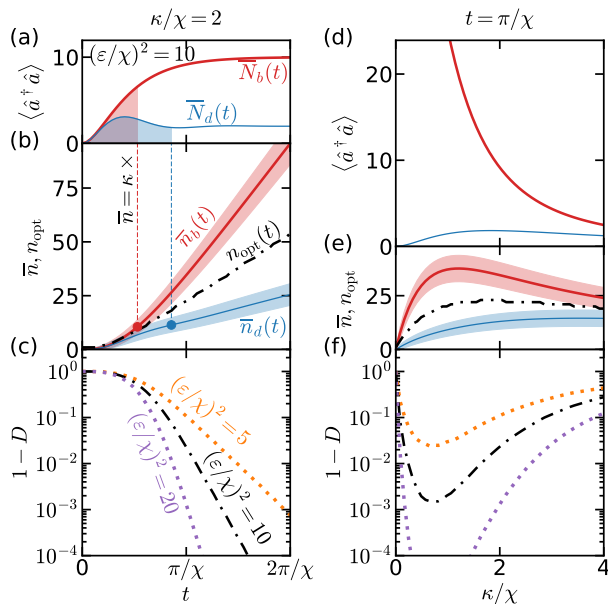 κ/χ = 2
t = π/χ
(a)
(ε/χ)² = 10
10
0
⟨â†â⟩
N̅_b(t)
N̅_d(t)
(b)
75
50
25
0
n̅, n_opt
n̅ = κ ×
n̅_b(t)
n_opt(t)
n̅_d(t)
(c)
10⁰
10⁻¹
10⁻²
10⁻³
10⁻⁴
1 − D
(ε/χ)² = 5
(ε/χ)² = 10
(ε/χ)² = 20
0
π/χ
2π/χ
t
(d)
20
10
0
⟨â†â⟩
(e)
25
0
n̅, n_opt
(f)
10⁰
10⁻¹
10⁻²
10⁻³
10⁻⁴
1 − D
0
2
4
κ/χ